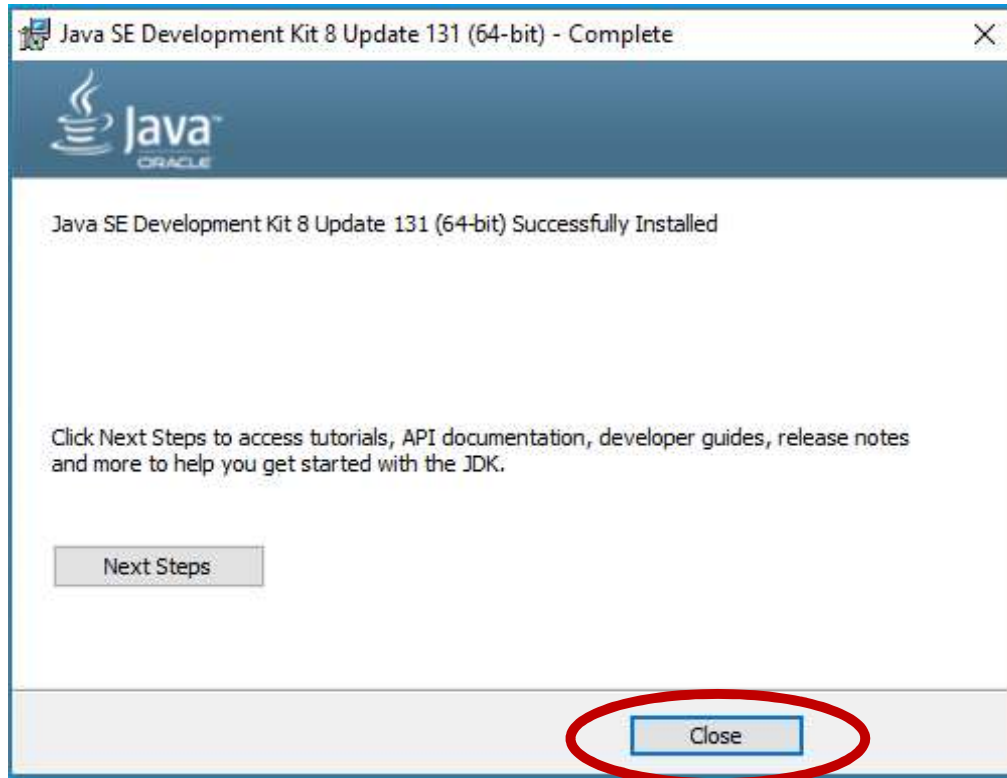 Java SE Development Kit 8 Update 131 (64-bit) - Complete
Java™
ORACLE
Java SE Development Kit 8 Update 131 (64-bit) Successfully Installed
Click Next Steps to access tutorials, API documentation, developer guides, release notes
and more to help you get started with the JDK.
Next Steps
Close